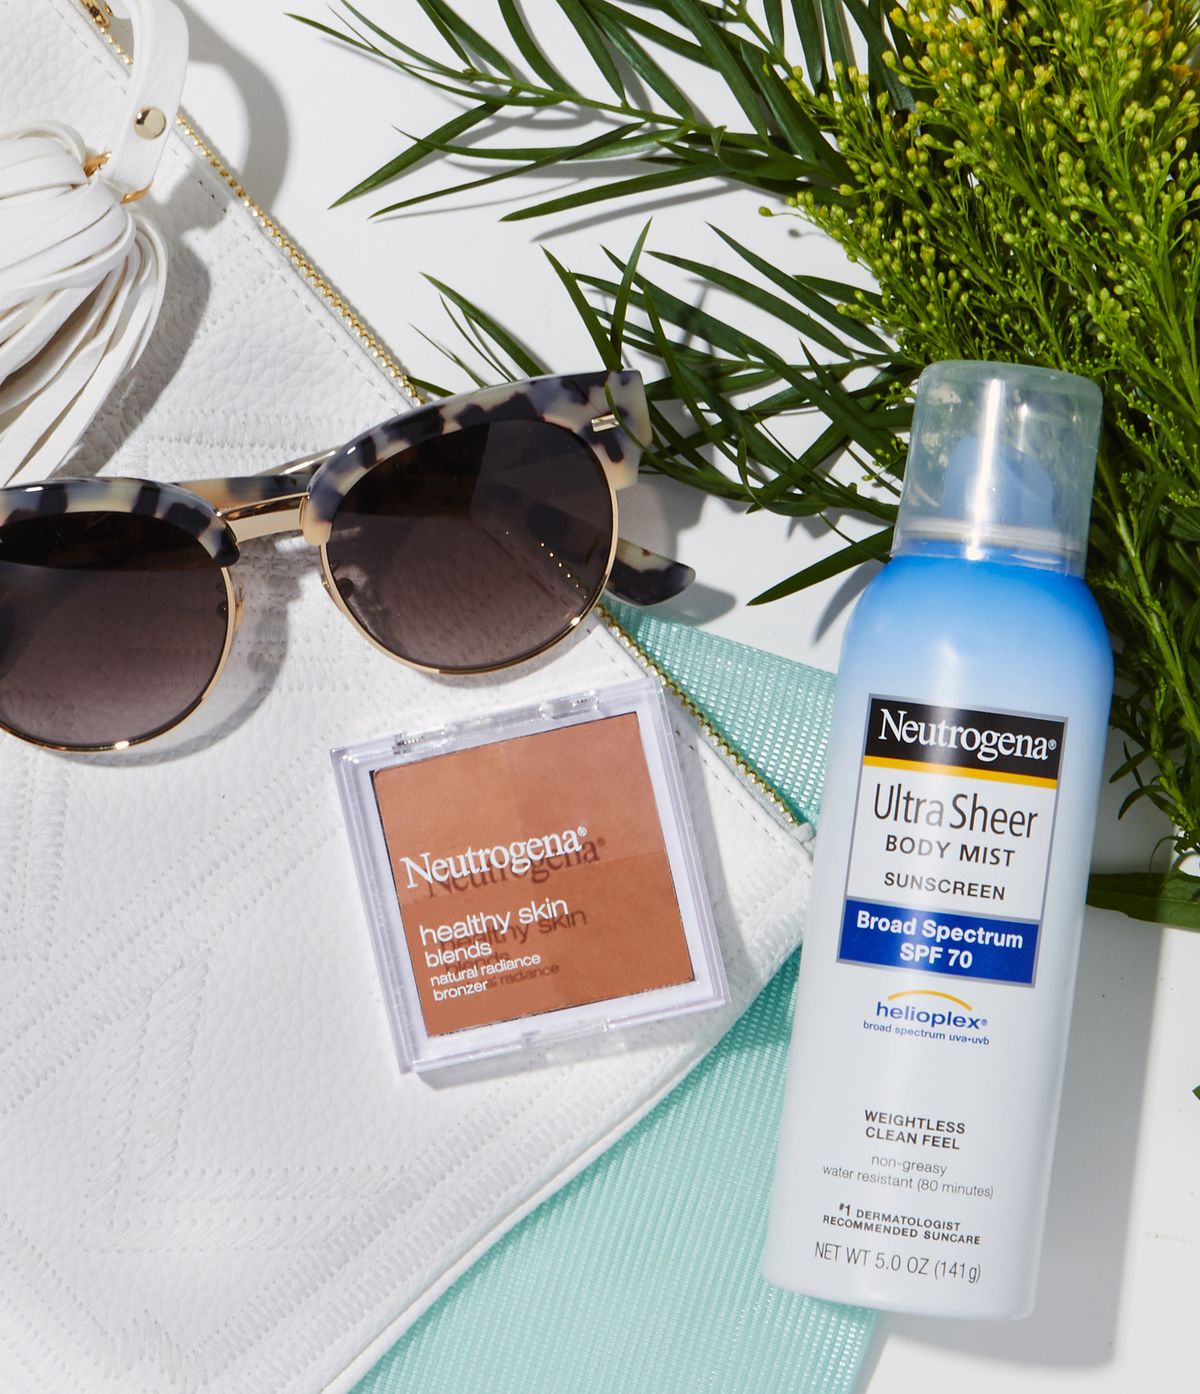 Neutrogena®
healthy skin
blends
natural radiance
bronzer
Neutrogena®
Ultra Sheer
BODY MIST
SUNSCREEN
Broad Spectrum
SPF 70
helioplex®
broad spectrum uva•uvb
WEIGHTLESS
CLEAN FEEL
non-greasy
water resistant (80 minutes)
#1 DERMATOLOGIST
RECOMMENDED SUNCARE
NET WT 5.0 OZ (141g)